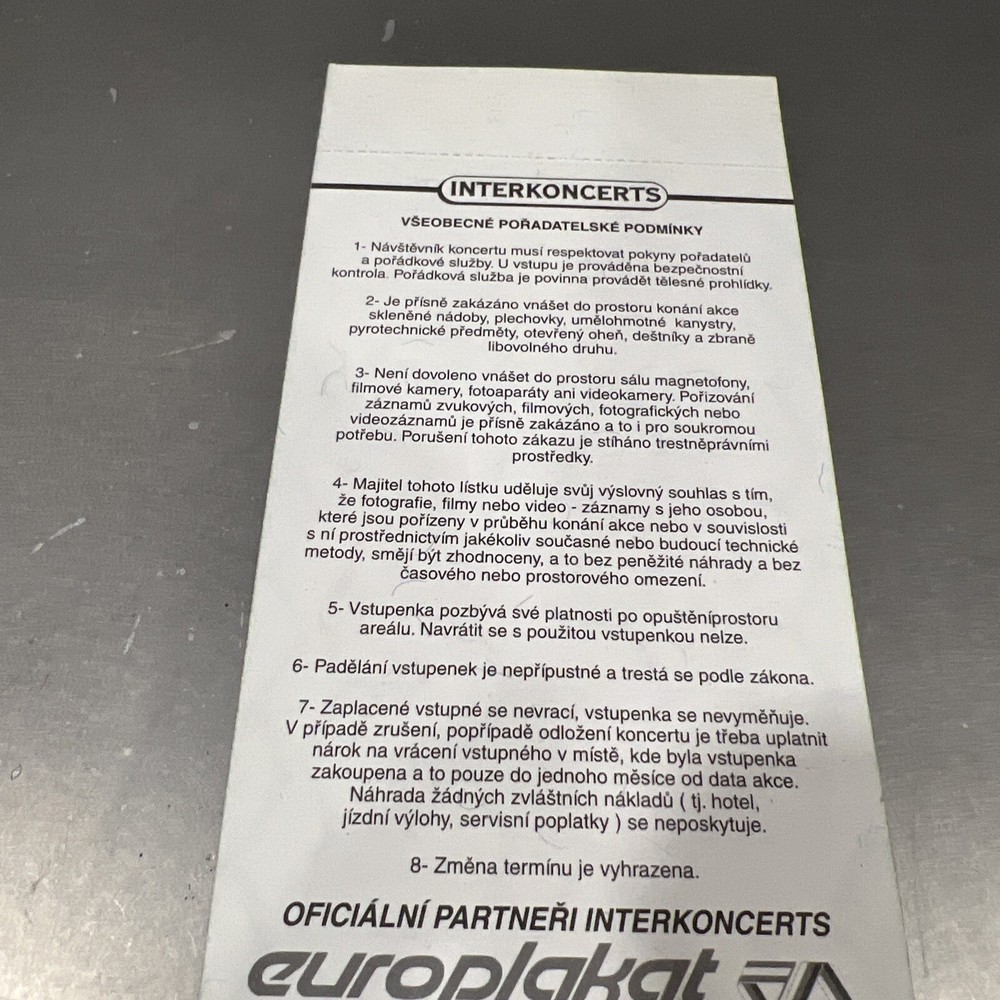 INTERKONCERTS
VŠEOBECNÉ POŘADATELSKÉ PODMÍNKY
1- Návštěvník koncertu musí respektovat pokyny pořadatelů
a pořádkové služby. U vstupu je prováděna bezpečnostní
kontrola. Pořádková služba je povinna provádět tělesné prohlídky.
2- Je přísně zakázáno vnášet do prostoru konání akce
skleněné nádoby, plechovky, umělohmotné kanystry,
pyrotechnické předměty, otevřený oheň, deštníky a zbraně
libovolného druhu.
3- Není dovoleno vnášet do prostoru sálu magnetofony,
filmové kamery, fotoaparáty ani videokamery. Pořizování
záznamů zvukových, filmových, fotografických nebo
videozáznamů je přísně zakázáno a to i pro soukromou
potřebu. Porušení tohoto zákazu je stíháno trestněprávními
prostředky.
4- Majitel tohoto lístku uděluje svůj výslovný souhlas s tím,
že fotografie, filmy nebo video - záznamy s jeho osobou,
které jsou pořízeny v průběhu konání akce nebo v souvislosti
s ní prostřednictvím jakékoliv současné nebo budoucí technické
metody, smějí být zhodnoceny, a to bez peněžité náhrady a bez
časového nebo prostorového omezení.
5- Vstupenka pozbývá své platnosti po opuštěníprostoru
areálu. Navrátit se s použitou vstupenkou nelze.
6- Padělání vstupenek je nepřípustné a trestá se podle zákona.
7- Zaplacené vstupné se nevrací, vstupenka se nevyměňuje.
V případě zrušení, popřípadě odložení koncertu je třeba uplatnit
nárok na vrácení vstupného v místě, kde byla vstupenka
zakoupena a to pouze do jednoho měsíce od data akce.
Náhrada žádných zvláštních nákladů ( tj. hotel,
jízdní výlohy, servisní poplatky ) se neposkytuje.
8- Změna termínu je vyhrazena.
OFICIÁLNÍ PARTNEŘI INTERKONCERTS
europlakat